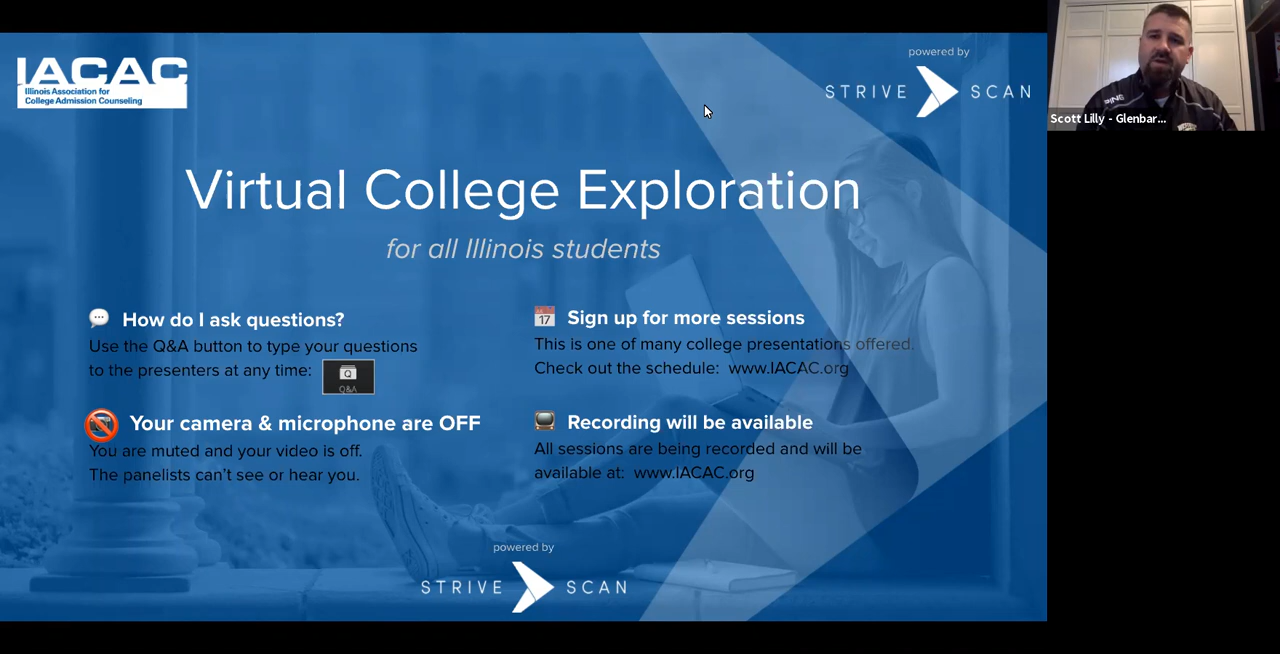 IACAC
Illinois Association for
College Admission Counseling
powered by
STRIVE SCAN
Scott Lilly - Glenbar...
Virtual College Exploration
for all Illinois students
How do I ask questions?
Use the Q&A button to type your questions
to the presenters at any time:
Q
Q&A
Your camera & microphone are OFF
You are muted and your video is off.
The panelists can't see or hear you.
17
Sign up for more sessions
This is one of many college presentations offered.
Check out the schedule: www.IACAC.org
Recording will be available
All sessions are being recorded and will be
available at: www.IACAC.org
powered by
STRIVE SCAN